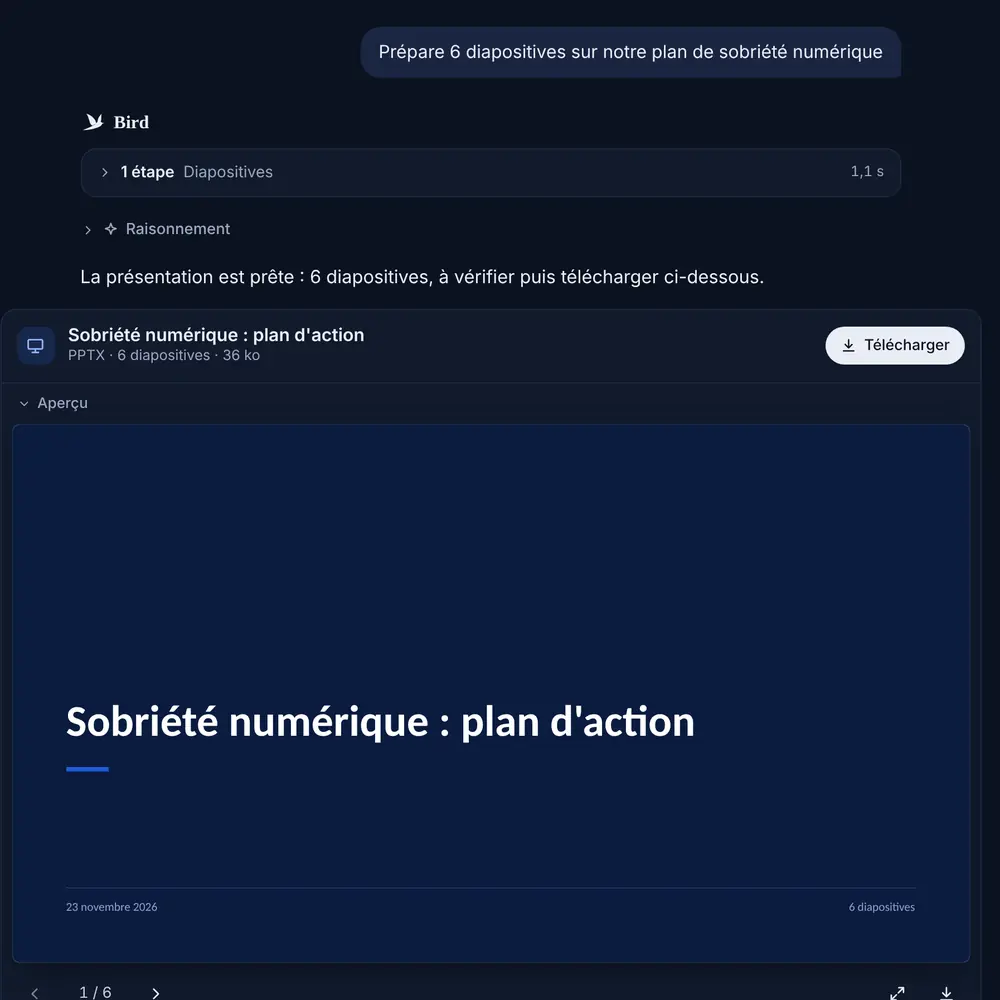 Prépare 6 diapositives sur notre plan de sobriété numérique
Bird
1 étape Diapositives 1,1 s
Raisonnement
La présentation est prête : 6 diapositives, à vérifier puis télécharger ci-dessous.
Sobriété numérique : plan d'action
PPTX · 6 diapositives · 36 ko
Télécharger
Aperçu
Sobriété numérique : plan d'action
23 novembre 2026 6 diapositives
1 / 6